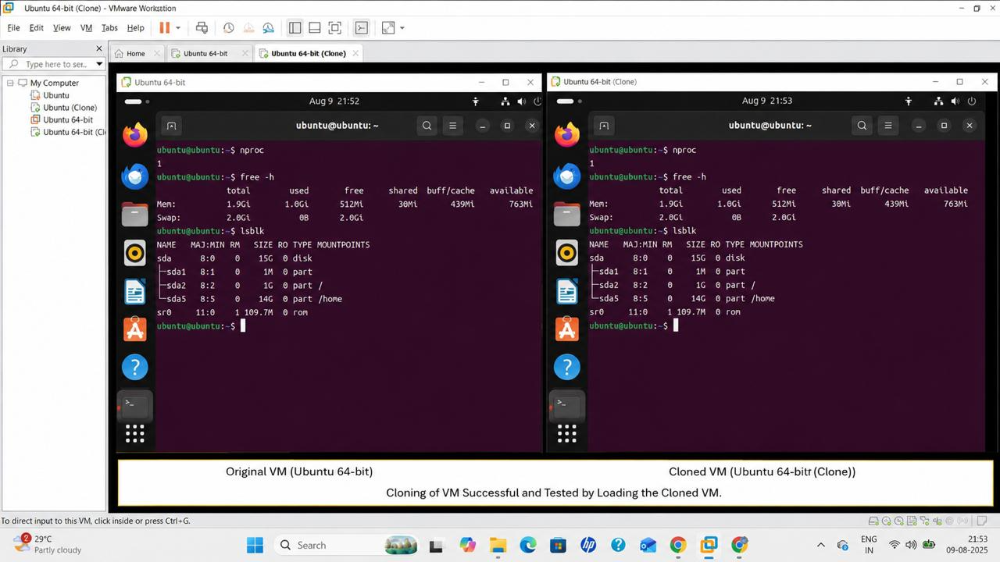 Ubuntu 64-bit (Clone) - VMware Workstation
File Edit View VM Tabs Help
Library
Type here to ser...
My Computer
Ubuntu
Ubuntu (Clone)
Ubuntu 64-bit
Ubuntu 64-bit (Cl
Home Ubuntu 64-bit Ubuntu 64-bit (Clone)
Ubuntu 64-bit
Aug 9 21:52
ubuntu@ubuntu: ~
ubuntu@ubuntu:~$ nproc
1
ubuntu@ubuntu:~$ free -h
total used free shared buff/cache available
Mem: 1.9Gi 1.0Gi 512Mi 30Mi 439Mi 763Mi
Swap: 2.0Gi 0B 2.0Gi
ubuntu@ubuntu:~$ lsblk
NAME MAJ:MIN RM SIZE RO TYPE MOUNTPOINTS
sda 8:0 0 15G 0 disk
├─sda1 8:1 0 1M 0 part
├─sda2 8:2 0 1G 0 part /
└─sda5 8:5 0 14G 0 part /home
sr0 11:0 1 109.7M 0 rom
ubuntu@ubuntu:~$
Ubuntu 64-bit (Clone)
Aug 9 21:53
ubuntu@ubuntu: ~
ubuntu@ubuntu:~$ nproc
1
ubuntu@ubuntu:~$ free -h
total used free shared buff/cache available
Mem: 1.9Gi 1.0Gi 512Mi 30Mi 439Mi 763Mi
Swap: 2.0Gi 0B 2.0Gi
ubuntu@ubuntu:~$ lsblk
NAME MAJ:MIN RM SIZE RO TYPE MOUNTPOINTS
sda 8:0 0 15G 0 disk
├─sda1 8:1 0 1M 0 part
├─sda2 8:2 0 1G 0 part /
└─sda5 8:5 0 14G 0 part /home
sr0 11:0 1 109.7M 0 rom
ubuntu@ubuntu:~$
Original VM (Ubuntu 64-bit) Cloned VM (Ubuntu 64-bitr (Clone))
Cloning of VM Successful and Tested by Loading the Cloned VM.
To direct input to this VM, click inside or press Ctrl+G.
2
29°C
Partly cloudy
Search
hp
ENG
IN
21:53
09-08-2025